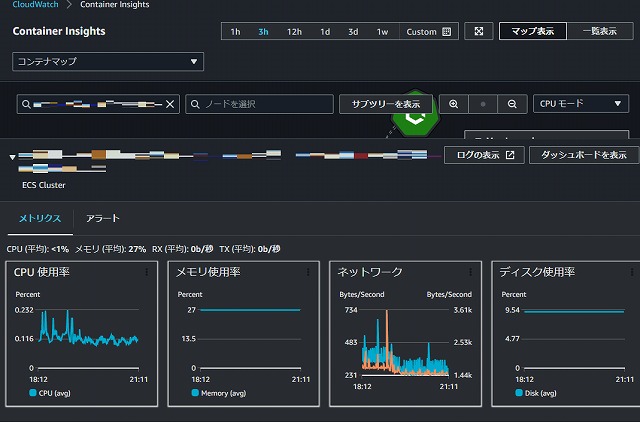 CloudWatch > Container Insights
Container Insights
1h 3h 12h 1d 3d 1w Custom マップ表示 一覧表示
コンテナマップ
ノードを選択 サブツリーを表示 CPU モード
ログの表示 ダッシュボードを表示
ECS Cluster
メトリクス アラート
CPU (平均): <1% メモリ (平均): 27% RX (平均): 0b/秒 TX (平均): 0b/秒
CPU 使用率 メモリ使用率 ネットワーク ディスク使用率
Percent Percent Bytes/Second Bytes/Second Percent
0.232 27 734 3.61k 9.54
0.116 13.5 483 2.53k 4.77
0 0 231 1.44k 0
18:12 21:11 18:12 21:11 18:12 21:11 18:12 21:11
CPU (avg) Memory (avg) Disk (avg)